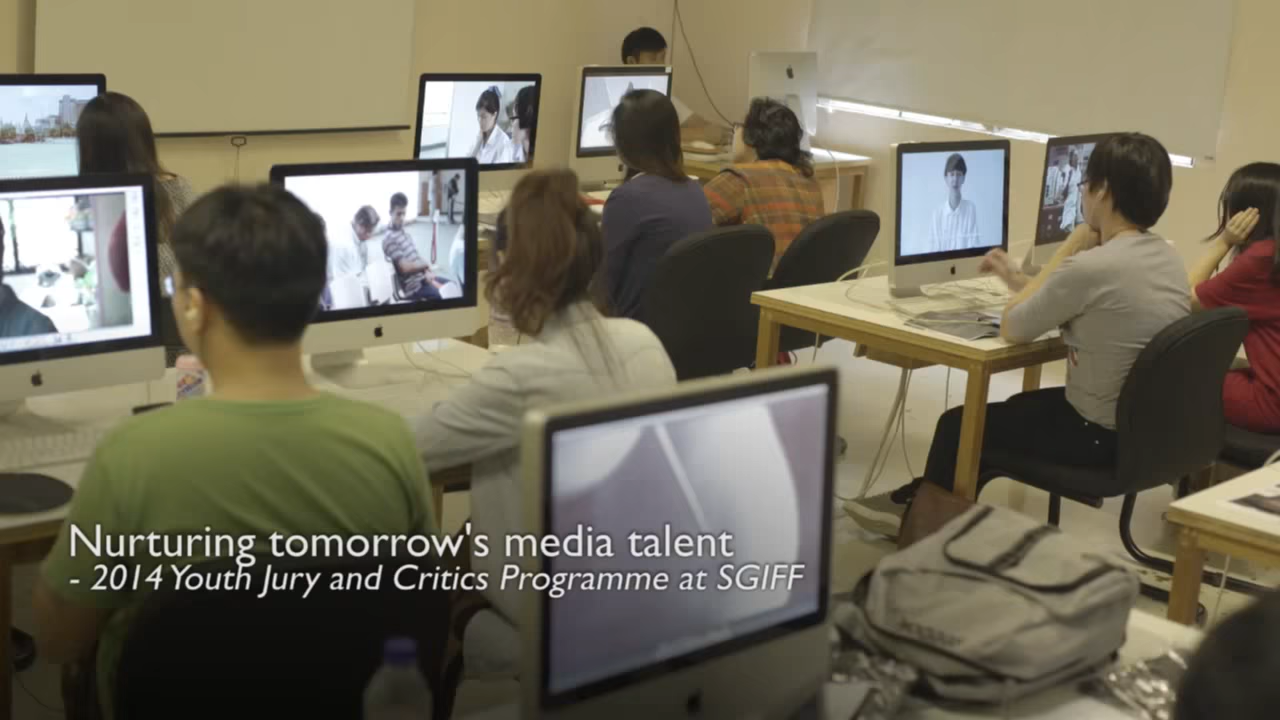 Nurturing tomorrow's media talent
- 2014 Youth Jury and Critics Programme at SGIFF